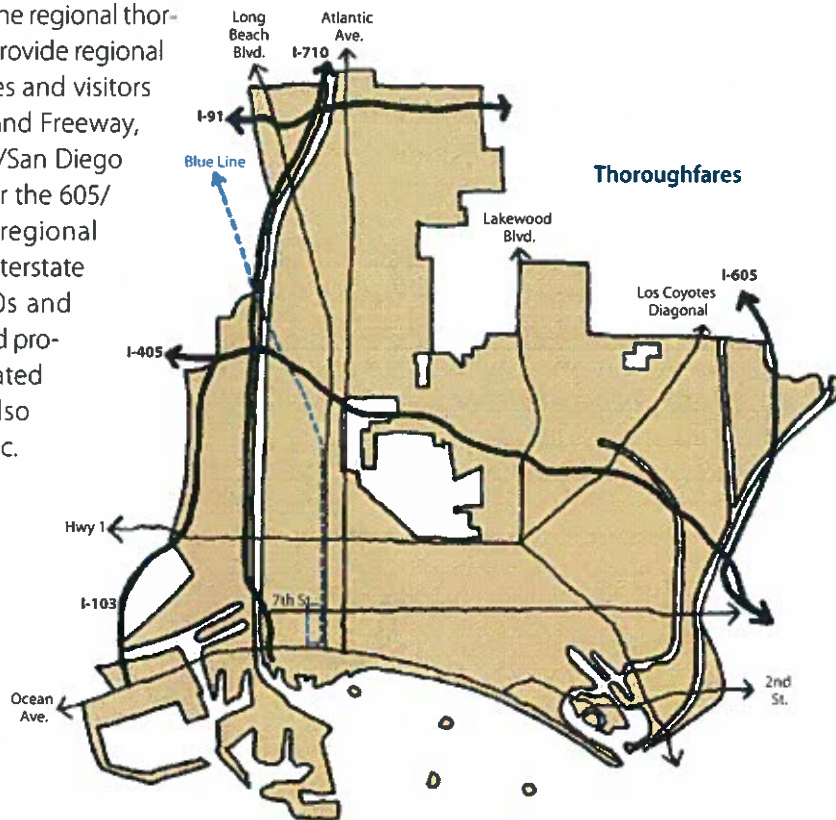 ne regional thor-
rovide regional
es and visitors
and Freeway,
/San Diego
r the 605/
regional
terstate
0s and
d pro-
ated
lso
c.
Long
Beach
Blvd.
I-710
Atlantic
Ave.
I-91
Blue Line
Thoroughfares
Lakewood
Blvd.
I-605
Los Coyotes
Diagonal
I-405
Hwy 1
I-103
7th St.
Ocean
Ave.
2nd
St.